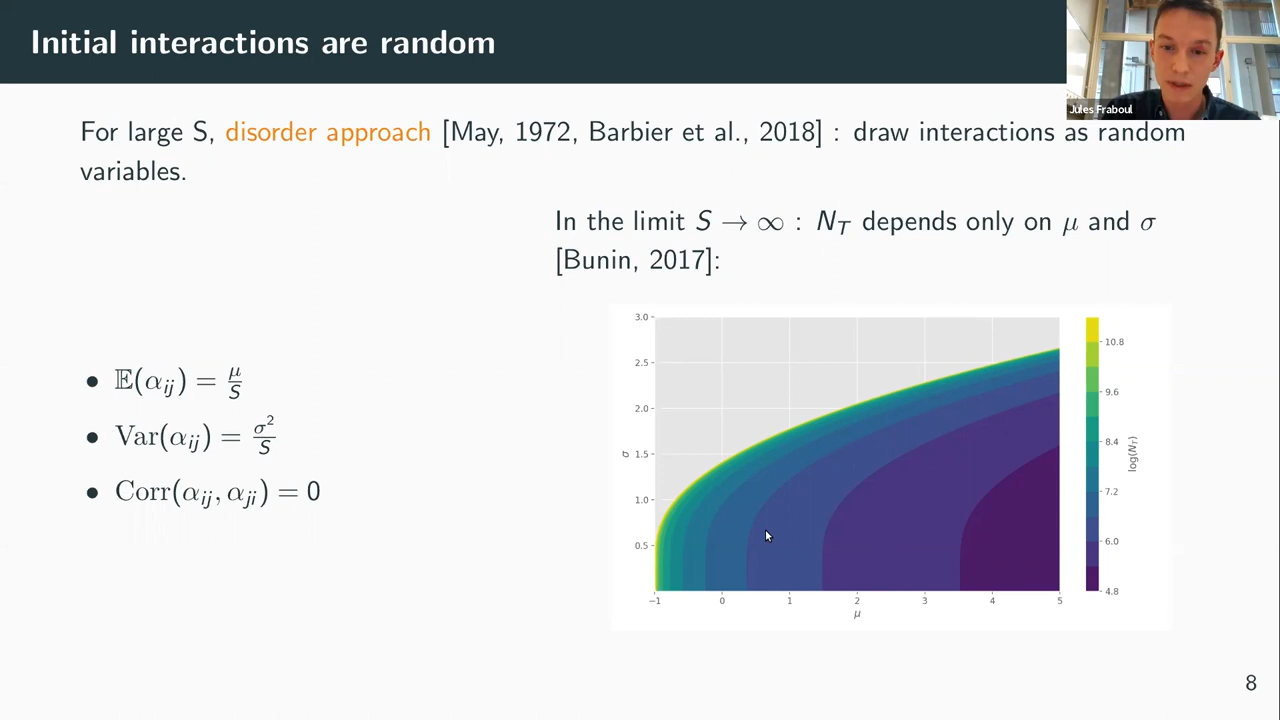 Initial interactions are random
Jules Fraboul
For large S, disorder approach [May, 1972, Barbier et al., 2018] : draw interactions as random
variables.
In the limit S → ∞ : N_T depends only on μ and σ
[Bunin, 2017]:
• 𝔼(α_ij) = μ/S
• Var(α_ij) = σ²/S
• Corr(α_ij, α_ji) = 0
3.0
2.5
2.0
1.5
1.0
0.5
σ
−1 0 1 2 3 4 5
μ
10.8
9.6
8.4
7.2
6.0
4.8
log(N_T)
8